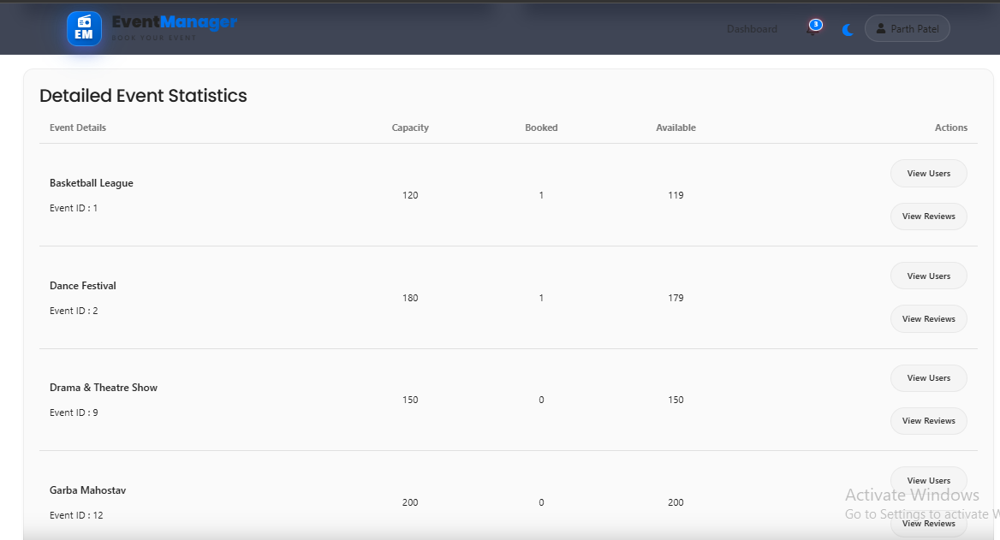 EventManager
BOOK YOUR EVENT
EM
Dashboard
3
Parth Patel
Detailed Event Statistics
Event Details Capacity Booked Available Actions
Basketball League
Event ID : 1
120 1 119
View Users
View Reviews
Dance Festival
Event ID : 2
180 1 179
View Users
View Reviews
Drama & Theatre Show
Event ID : 9
150 0 150
View Users
View Reviews
Garba Mahostav
Event ID : 12
200 0 200
View Users
View Reviews
Activate Windows
Go to Settings to activate W